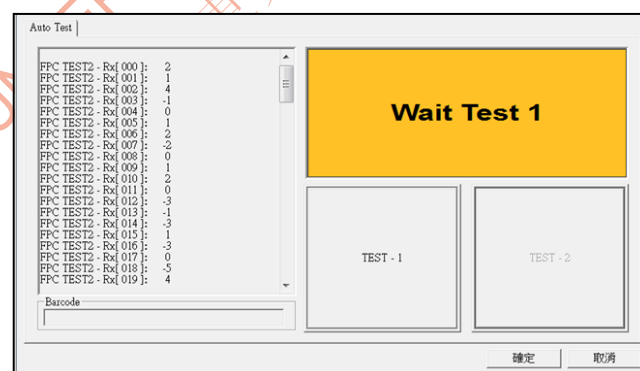 Auto Test
FPC TEST2 - Rx[ 000 ]: 2
FPC TEST2 - Rx[ 001 ]: 1
FPC TEST2 - Rx[ 002 ]: 4
FPC TEST2 - Rx[ 003 ]: -1
FPC TEST2 - Rx[ 004 ]: 0
FPC TEST2 - Rx[ 005 ]: 1
FPC TEST2 - Rx[ 006 ]: 2
FPC TEST2 - Rx[ 007 ]: -2
FPC TEST2 - Rx[ 008 ]: 0
FPC TEST2 - Rx[ 009 ]: 1
FPC TEST2 - Rx[ 010 ]: 2
FPC TEST2 - Rx[ 011 ]: 0
FPC TEST2 - Rx[ 012 ]: -3
FPC TEST2 - Rx[ 013 ]: -1
FPC TEST2 - Rx[ 014 ]: -3
FPC TEST2 - Rx[ 015 ]: 1
FPC TEST2 - Rx[ 016 ]: -3
FPC TEST2 - Rx[ 017 ]: 0
FPC TEST2 - Rx[ 018 ]: -5
FPC TEST2 - Rx[ 019 ]: 4
Wait Test 1
TEST - 1
TEST - 2
Barcode
確定
取消